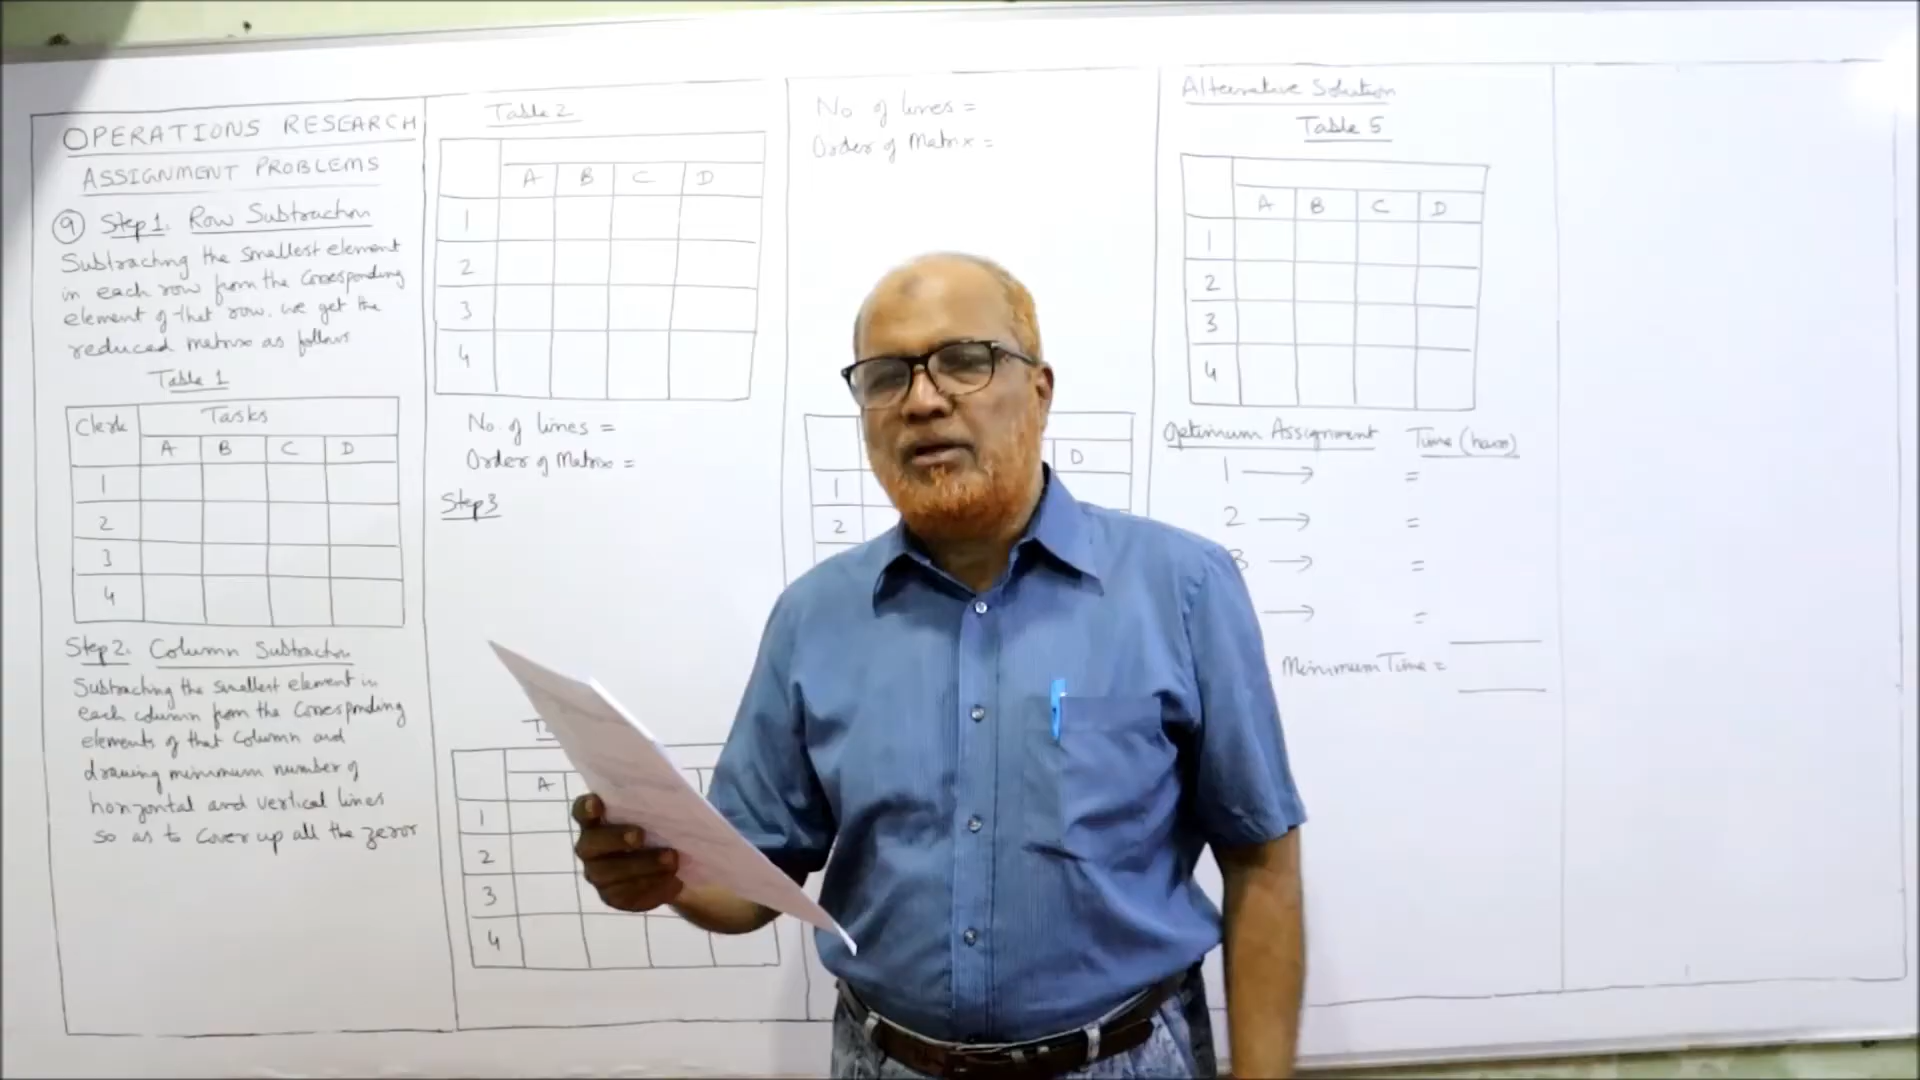 OPERATIONS RESEARCH
ASSIGNMENT PROBLEMS
9 Step 1. Row Subtraction
Subtracting the smallest element
in each row from the corresponding
element of that row. we get the
reduced matrix as follows
Table 1
Clerk Tasks
A B C D
1
2
3
4
Step 2. Column Subtraction
Subtracting the smallest element in
each column from the corresponding
elements of that column and
drawing minimum number of
horizontal and vertical lines
so as to cover up all the zeros
Table 2
A B C D
1
2
3
4
No. of lines =
Order of Matrix =
Step 3
A
1
2
3
4
No. of lines =
Order of Matrix =
D
1
2
Alternative Solution
Table 5
A B C D
1
2
3
4
Optimum Assignment Time (hours)
1 → =
2 → =
3 → =
→ =
Minimum Time =